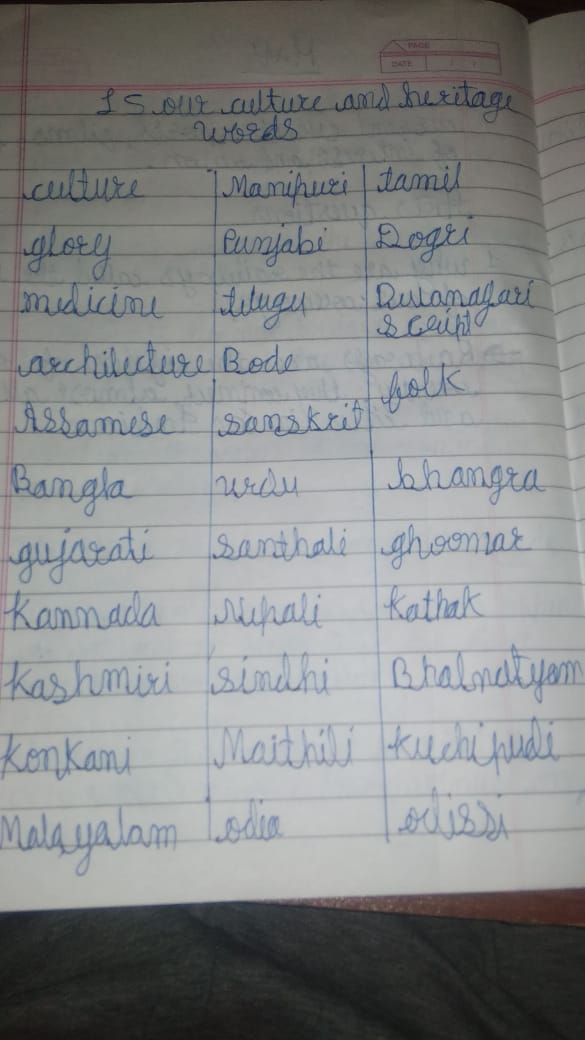 PAGE
DATE
15 our culture and heritage
words
culture Manipuri tamil
glory Punjabi Dogri
medicine telugu Devanagari
script
architecture Bodo
folk
Assamese sanskrit
Bangla urdu bhangra
gujarati santhali ghoomar
Kannada Nepali Kathak
Kashmiri sindhi Bhalnatyam
Konkani Maithili Kuchipudi
Malayalam odia odissi